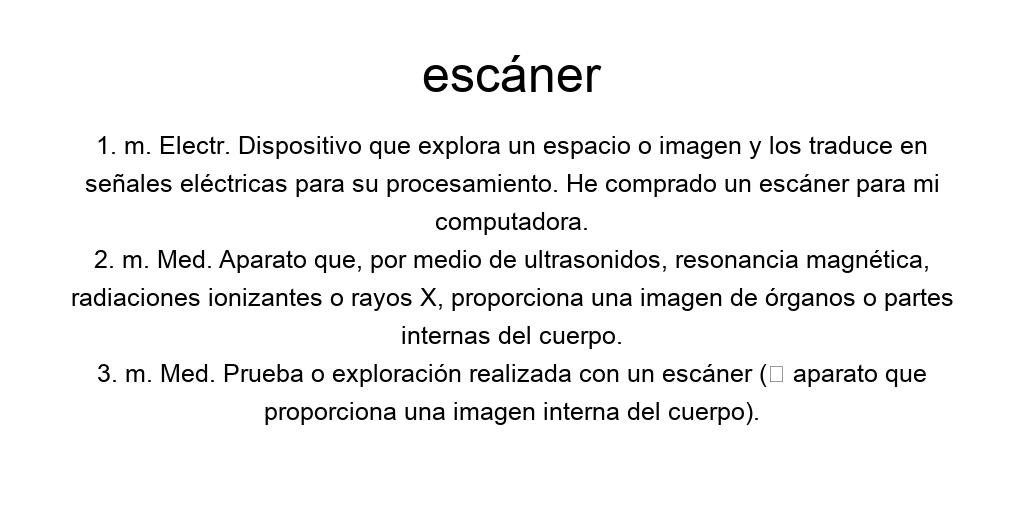 escáner
1. m. Electr. Dispositivo que explora un espacio o imagen y los traduce en
señales eléctricas para su procesamiento. He comprado un escáner para mi
computadora.
2. m. Med. Aparato que, por medio de ultrasonidos, resonancia magnética,
radiaciones ionizantes o rayos X, proporciona una imagen de órganos o partes
internas del cuerpo.
3. m. Med. Prueba o exploración realizada con un escáner (□ aparato que
proporciona una imagen interna del cuerpo).